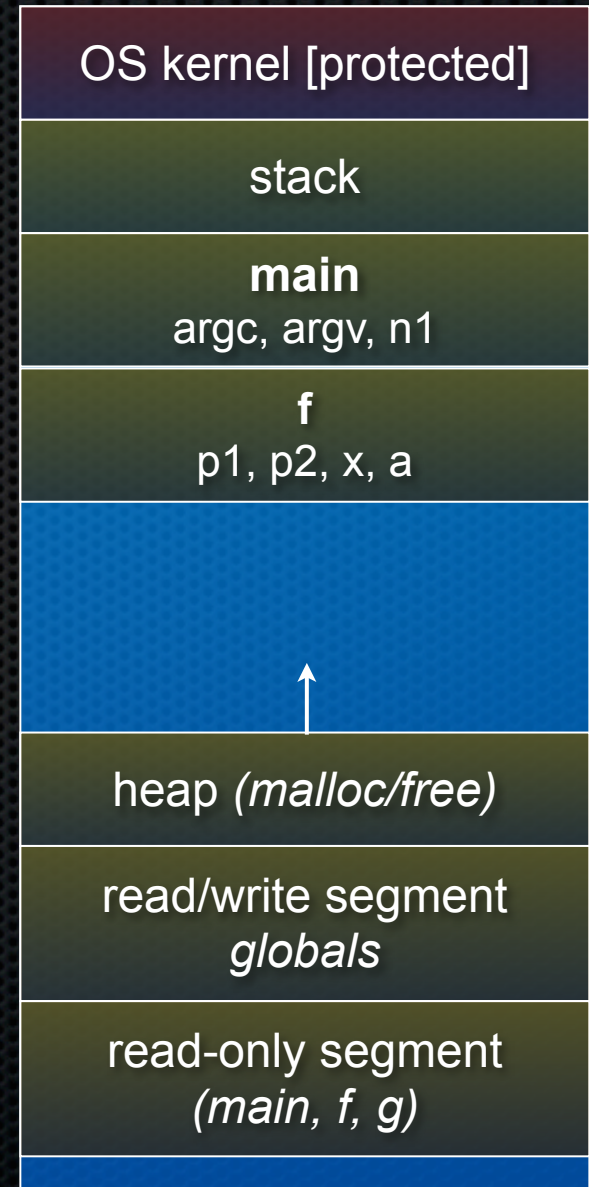 OS kernel [protected]
stack
main
argc, argv, n1
f
p1, p2, x, a
heap (malloc/free)
read/write segment
globals
read-only segment
(main, f, g)